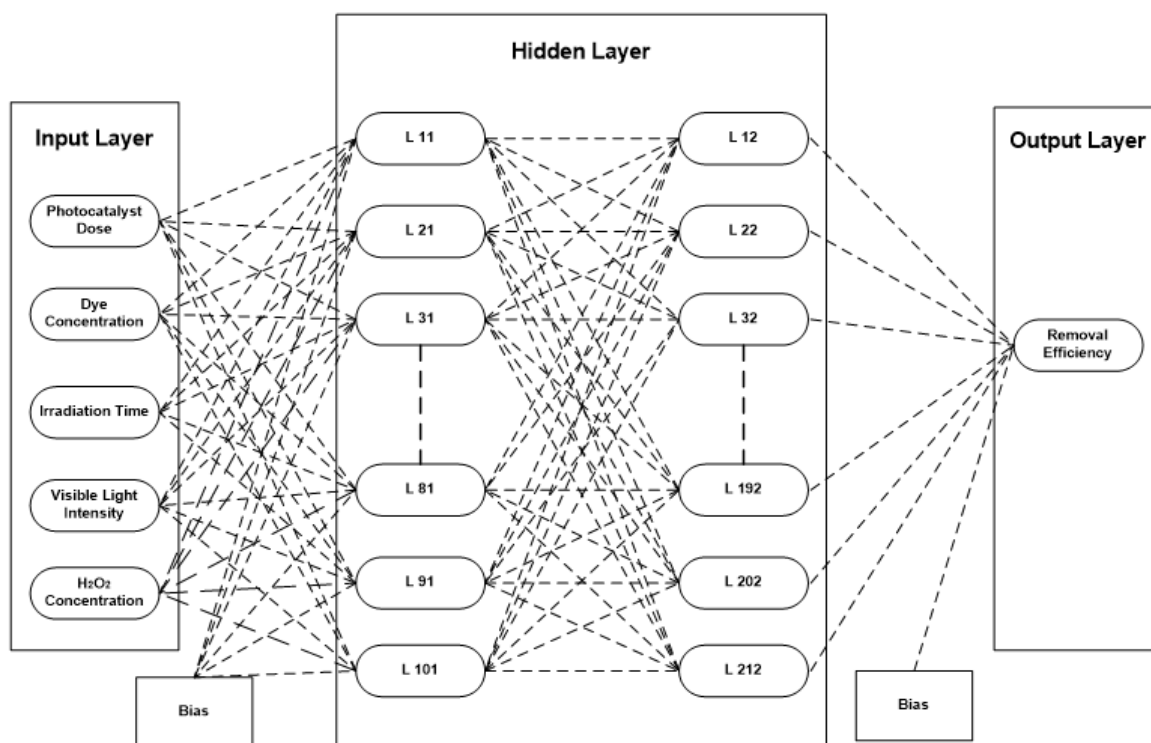 Hidden Layer
Input Layer
Photocatalyst
Dose
Dye
Concentration
Irradiation Time
Visible Light
Intensity
H₂O₂
Concentration
Bias
L 11
L 21
L 31
L 81
L 91
L 101
L 12
L 22
L 32
L 192
L 202
L 212
Bias
Output Layer
Removal
Efficiency